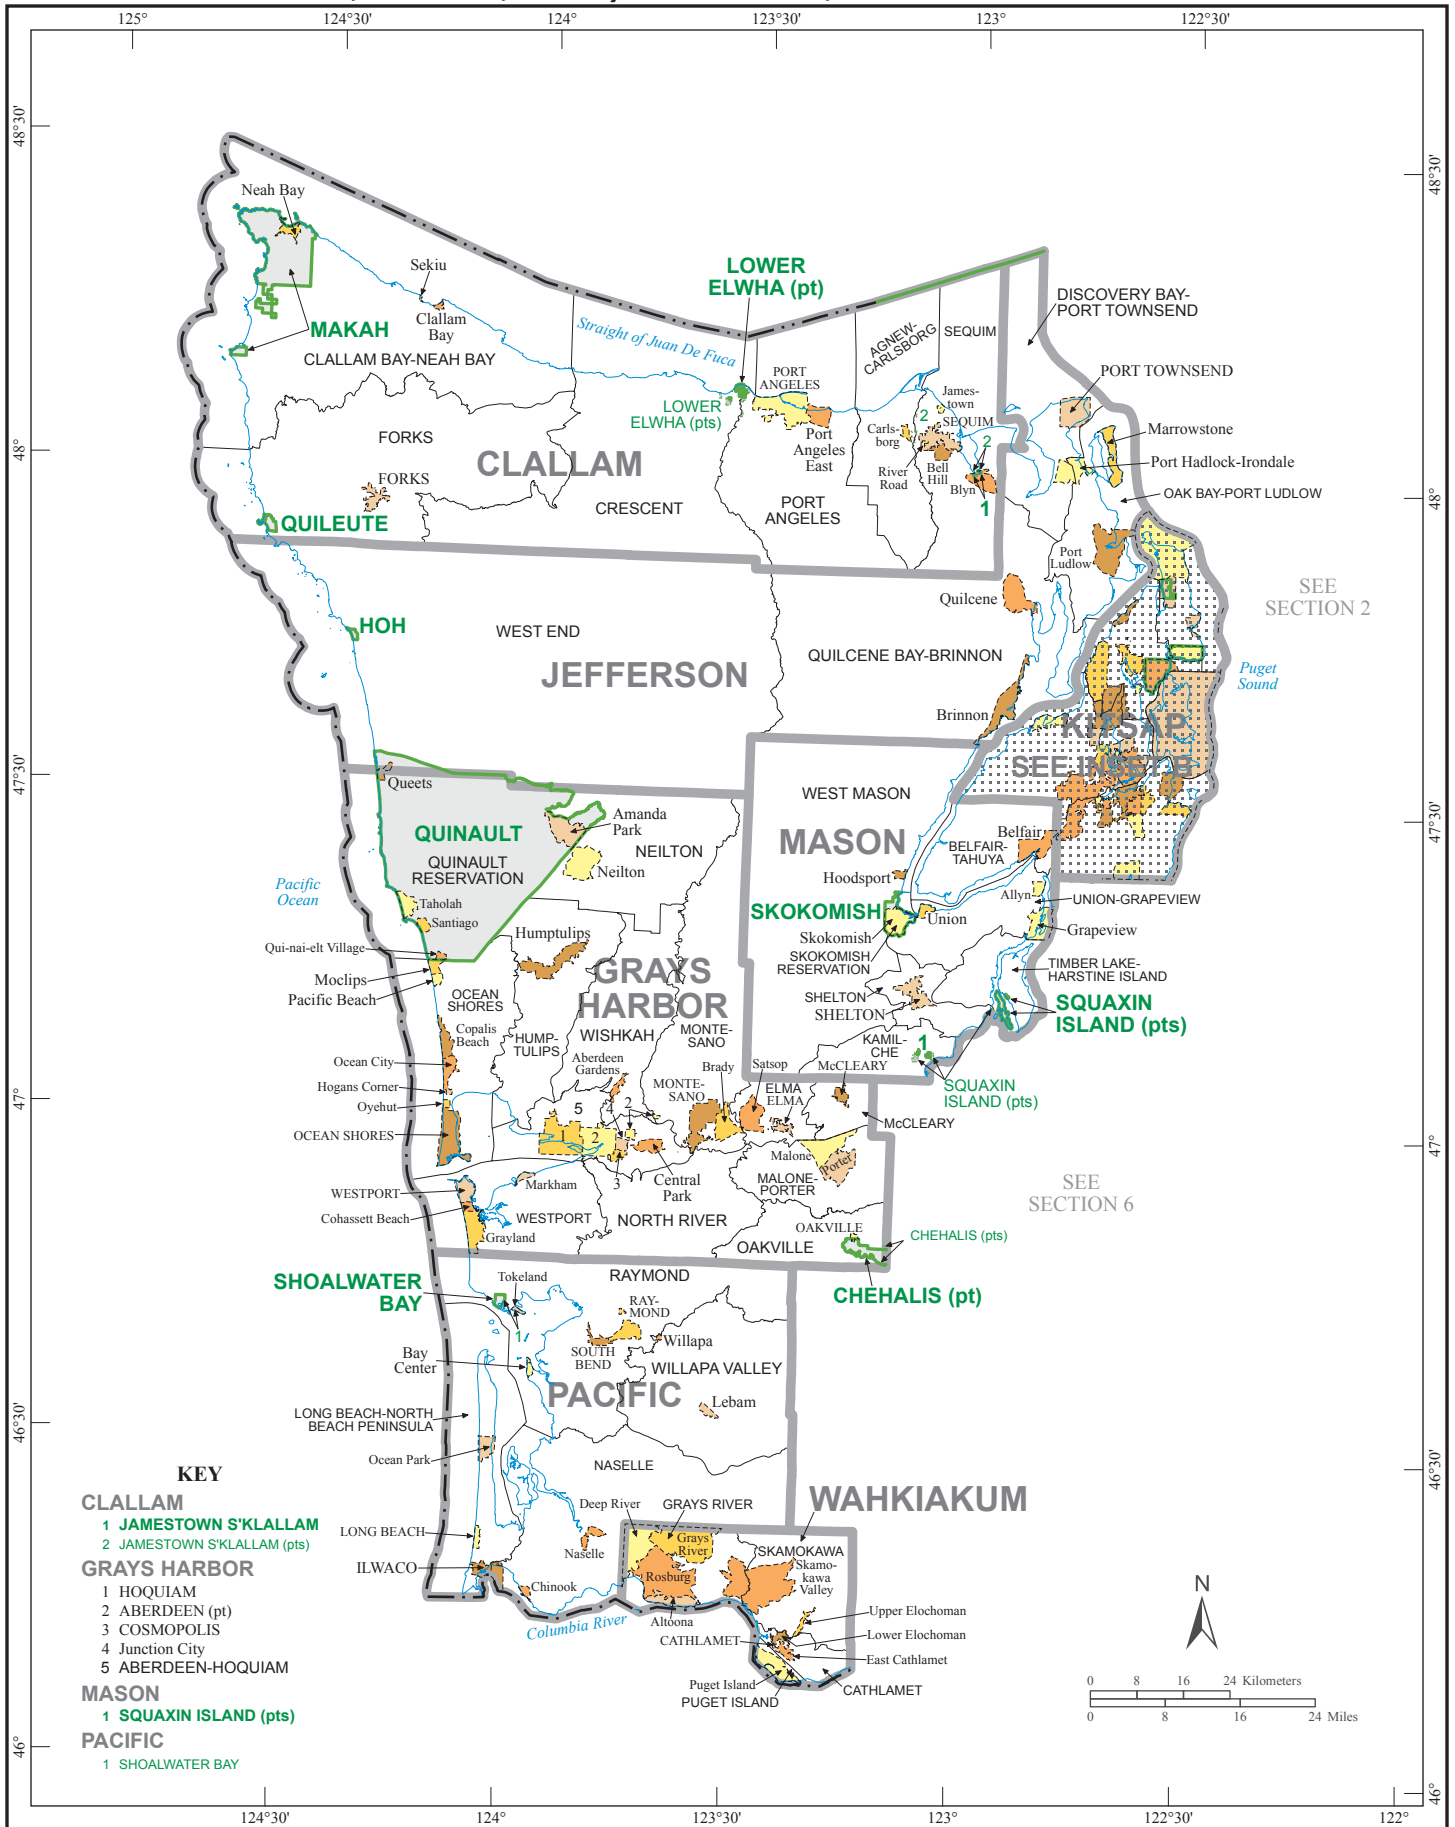 125°
124°30'
124°
123°30'
123°
122°30'
48°30'
48°30'
Neah Bay
Sekiu
Clallam
Bay
MAKAH
CLALLAM BAY-NEAH BAY
Straight of Juan De Fuca
LOWER
ELWHA (pt)
LOWER
ELWHA (pts)
PORT
ANGELES
AGNEW-
CARLSBORG
SEQUIM
DISCOVERY BAY-
PORT TOWNSEND
PORT TOWNSEND
Marrowstone
Port Hadlock-Irondale
OAK BAY-PORT LUDLOW
James-
town
2
SEQUIM
Carls-
borg
2
River
Road
Bell
Hill
Blyn
1
Port
Angeles
East
FORKS
CLALLAM
FORKS
CRESCENT
PORT
ANGELES
QUILEUTE
48°
48°
Port
Ludlow
Quilcene
SEE
SECTION 2
HOH
WEST END
JEFFERSON
QUILCENE BAY-BRINNON
Puget
Sound
Brinnon
KITSAP
SEE INSET B
47°30'
47°30'
Queets
QUINAULT
QUINAULT
RESERVATION
Amanda
Park
NEILTON
Neilton
WEST MASON
MASON
Belfair
BELFAIR-
TAHUYA
Hoodsport
Allyn
UNION-GRAPEVIEW
Grapeview
SKOKOMISH
Union
Skokomish
SKOKOMISH
RESERVATION
TIMBER LAKE-
HARSTINE ISLAND
SHELTON
SHELTON
SQUAXIN
ISLAND (pts)
KAMIL-
CHE
1
SQUAXIN
ISLAND (pts)
Pacific
Ocean
Taholah
Santiago
Qui-nai-elt Village
Moclips
Pacific Beach
Humptulips
GRAYS
HARBOR
OCEAN
SHORES
Copalis
Beach
HUMP-
TULIPS
WISHKAH
MONTE-
SANO
Ocean City
Hogans Corner
Oyehut
OCEAN SHORES
Aberdeen
Gardens
5
4
2
1
2
3
MONTE-
SANO
Brady
Satsop
ELMA
ELMA
McCLEARY
McCLEARY
Malone
Porter
MALONE-
PORTER
Central
Park
Markham
WESTPORT
Cohassett Beach
Grayland
WESTPORT
NORTH RIVER
OAKVILLE
OAKVILLE
CHEHALIS (pts)
CHEHALIS (pt)
SEE
SECTION 6
47°
47°
SHOALWATER
BAY
Tokeland
1
RAYMOND
RAY-
MOND
SOUTH
BEND
Willapa
WILLAPA VALLEY
Bay
Center
PACIFIC
Lebam
LONG BEACH-NORTH
BEACH PENINSULA
Ocean Park
NASELLE
46°30'
46°30'
WAHKIAKUM
Deep River
GRAYS RIVER
Grays
River
Rosburg
SKAMOKAWA
Skamo-
kawa
Valley
LONG BEACH
ILWACO
Naselle
Chinook
Columbia River
Altoona
CATHLAMET
Upper Elochoman
Lower Elochoman
East Cathlamet
Puget Island
PUGET ISLAND
CATHLAMET
KEY
CLALLAM
1 JAMESTOWN S'KLALLAM
2 JAMESTOWN S'KLALLAM (pts)
GRAYS HARBOR
1 HOQUIAM
2 ABERDEEN (pt)
3 COSMOPOLIS
4 Junction City
5 ABERDEEN-HOQUIAM
MASON
1 SQUAXIN ISLAND (pts)
PACIFIC
1 SHOALWATER BAY
N
0 8 16 24 Kilometers
0 8 16 24 Miles
46°
46°
124°30'
124°
123°30'
123°
122°30'
122°